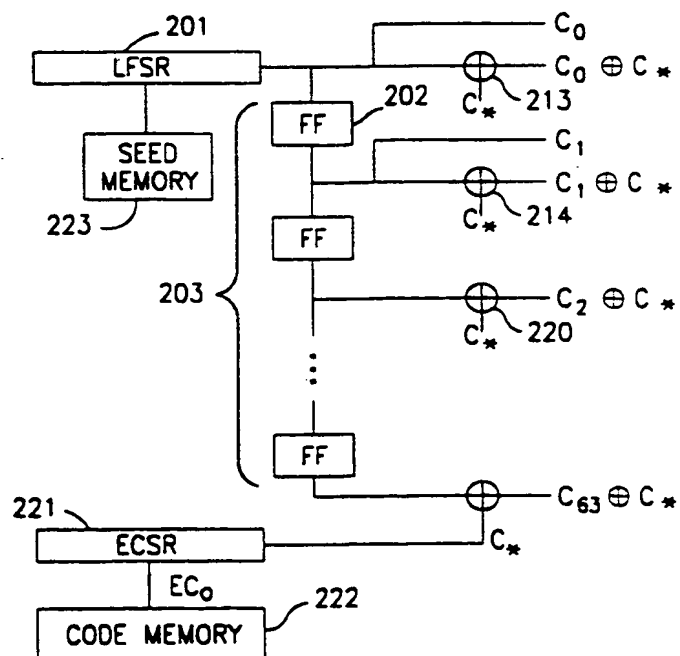 201
C₀
LFSR
C₀ ⊕ C*
202
213
C*
FF
C₁
SEED
MEMORY
C₁ ⊕ C*
223
C*
214
FF
203
C₂ ⊕ C*
C*
220
FF
C₆₃ ⊕ C*
221
ECSR
C*
EC₀
222
CODE MEMORY